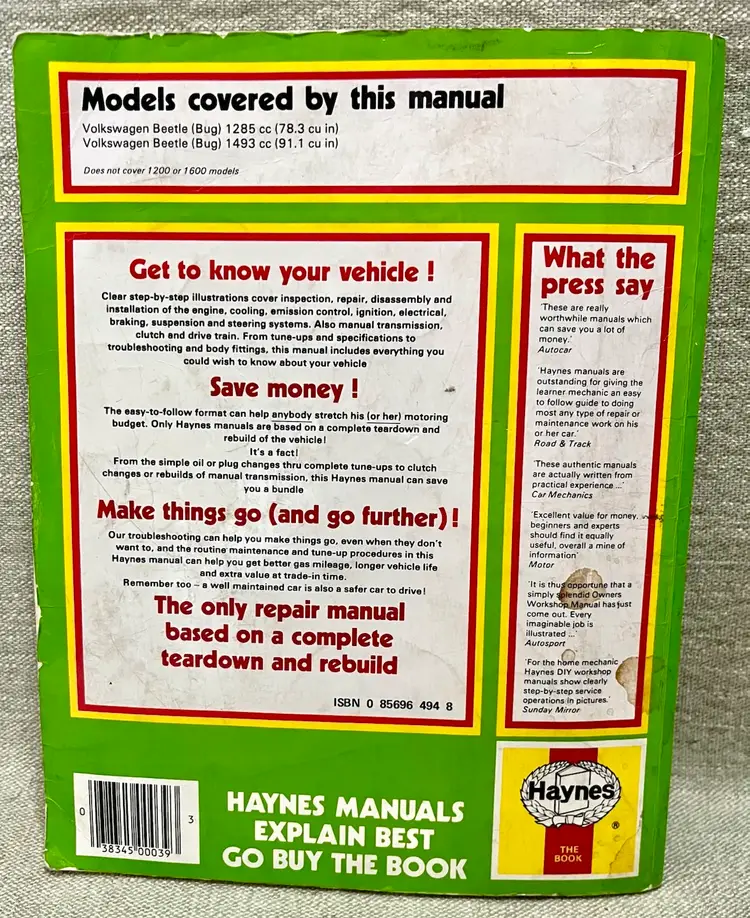 Models covered by this manual
Volkswagen Beetle (Bug) 1285 cc (78.3 cu in)
Volkswagen Beetle (Bug) 1493 cc (91.1 cu in)
Does not cover 1200 or 1600 models
Get to know your vehicle !
Clear step-by-step illustrations cover inspection, repair, disassembly and
installation of the engine, cooling, emission control, ignition, electrical,
braking, suspension and steering systems. Also manual transmission,
clutch and drive train. From tune-ups and specifications to
troubleshooting and body fittings, this manual includes everything you
could wish to know about your vehicle
Save money !
The easy-to-follow format can help anybody stretch his (or her) motoring
budget. Only Haynes manuals are based on a complete teardown and
rebuild of the vehicle!
It's a fact!
From the simple oil or plug changes thru complete tune-ups to clutch
changes or rebuilds of manual transmission, this Haynes manual can save
you a bundle
Make things go (and go further) !
Our troubleshooting can help you make things go, even when they don't
want to, and the routine maintenance and tune-up procedures in this
Haynes manual can help you get better gas mileage, longer vehicle life
and extra value at trade-in time.
Remember too – a well maintained car is also a safer car to drive!
The only repair manual
based on a complete
teardown and rebuild
ISBN 0 85696 494 8
What the
press say
'These are really
worthwhile manuals which
can save you a lot of
money.'
Autocar
'Haynes manuals are
outstanding for giving the
learner mechanic an easy
to follow guide to doing
most any type of repair or
maintenance work on his
or her car.'
Road & Track
'These authentic manuals
are actually written from
practical experience ...'
Car Mechanics
'Excellent value for money,
beginners and experts
should find it equally
useful, overall a mine of
information'
Motor
'It is thus opportune that a
simply splendid Owners
Workshop Manual has just
come out. Every
imaginable job is
illustrated ...'
Autosport
'For the home mechanic
Haynes DIY workshop
manuals show clearly
step-by-step service
operations in pictures.'
Sunday Mirror
0 38345 00039 3
HAYNES MANUALS
EXPLAIN BEST
GO BUY THE BOOK
Haynes
®
THE
BOOK